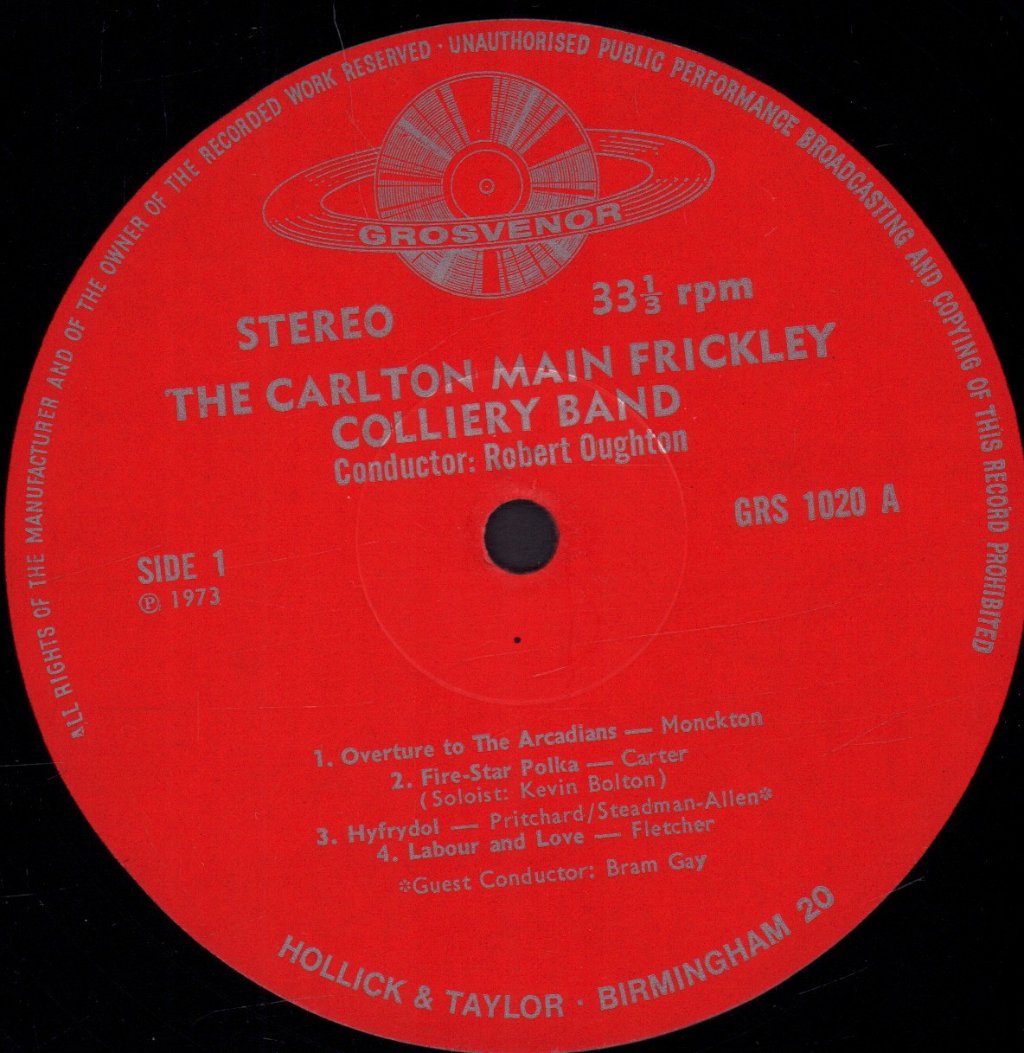 ALL RIGHTS OF THE MANUFACTURER AND OF THE OWNER OF THE RECORDED WORK RESERVED · UNAUTHORISED PUBLIC PERFORMANCE BROADCASTING AND COPYING OF THIS RECORD PROHIBITED
GROSVENOR
STEREO
33⅓ rpm
THE CARLTON MAIN FRICKLEY
COLLIERY BAND
Conductor: Robert Oughton
GRS 1020 A
SIDE 1
℗ 1973
1. Overture to The Arcadians — Monckton
2. Fire-Star Polka — Carter
(Soloist: Kevin Bolton)
3. Hyfrydol — Pritchard/Steadman-Allen*
4. Labour and Love — Fletcher
*Guest Conductor: Bram Gay
HOLLICK & TAYLOR · BIRMINGHAM 20